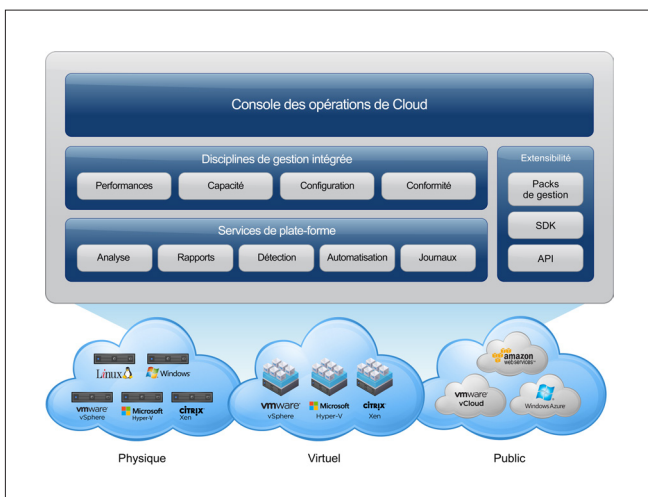 Console des opérations de Cloud
Disciplines de gestion intégrée
Performances
Capacité
Configuration
Conformité
Services de plate-forme
Analyse
Rapports
Détection
Automatisation
Journaux
Extensibilité
Packs
de gestion
SDK
API
Linux
Windows
vmware
vSphere
Microsoft
Hyper-V
CITRIX
Xen
Physique
vmware
vSphere
Microsoft
Hyper-V
CITRIX
Xen
Virtuel
amazon
webservices™
vmware
vCloud
Windows Azure
Public